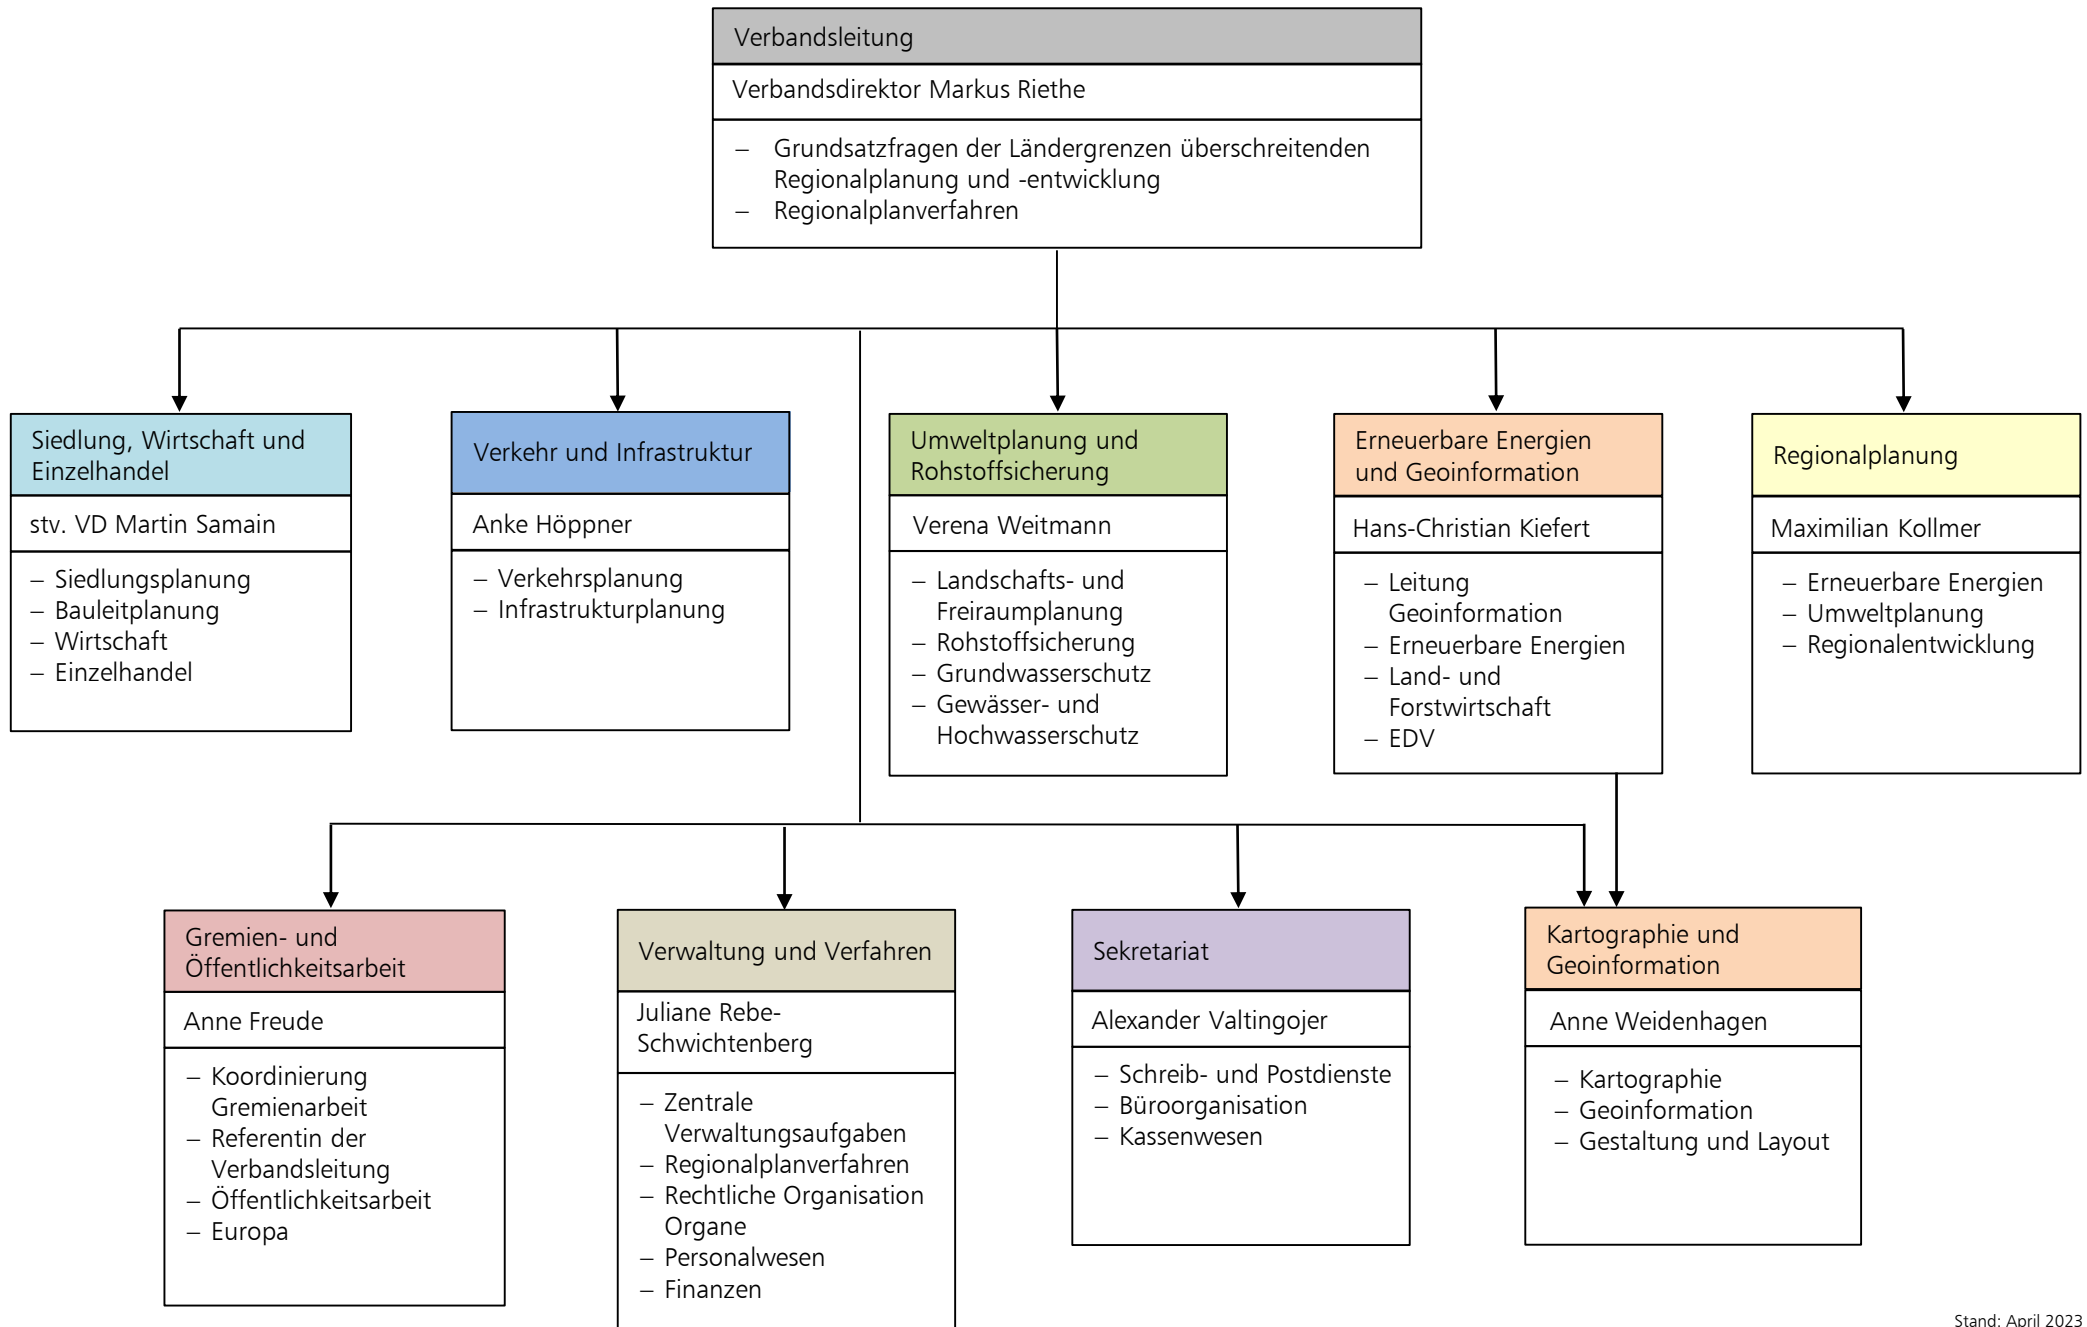 Verbandsleitung
Verbandsdirektor Markus Riethe
– Grundsatzfragen der Ländergrenzen überschreitenden
Regionalplanung und -entwicklung
– Regionalplanverfahren
Siedlung, Wirtschaft und
Einzelhandel
stv. VD Martin Samain
– Siedlungsplanung
– Bauleitplanung
– Wirtschaft
– Einzelhandel
Verkehr und Infrastruktur
Anke Höppner
– Verkehrsplanung
– Infrastrukturplanung
Umweltplanung und
Rohstoffsicherung
Verena Weitmann
– Landschafts- und
Freiraumplanung
– Rohstoffsicherung
– Grundwasserschutz
– Gewässer- und
Hochwasserschutz
Erneuerbare Energien
und Geoinformation
Hans-Christian Kiefert
– Leitung
Geoinformation
– Erneuerbare Energien
– Land- und
Forstwirtschaft
– EDV
Regionalplanung
Maximilian Kollmer
– Erneuerbare Energien
– Umweltplanung
– Regionalentwicklung
Gremien- und
Öffentlichkeitsarbeit
Anne Freude
– Koordinierung
Gremienarbeit
– Referentin der
Verbandsleitung
– Öffentlichkeitsarbeit
– Europa
Verwaltung und Verfahren
Juliane Rebe-
Schwichtenberg
– Zentrale
Verwaltungsaufgaben
– Regionalplanverfahren
– Rechtliche Organisation
Organe
– Personalwesen
– Finanzen
Sekretariat
Alexander Valtingojer
– Schreib- und Postdienste
– Büroorganisation
– Kassenwesen
Kartographie und
Geoinformation
Anne Weidenhagen
– Kartographie
– Geoinformation
– Gestaltung und Layout
Stand: April 2023